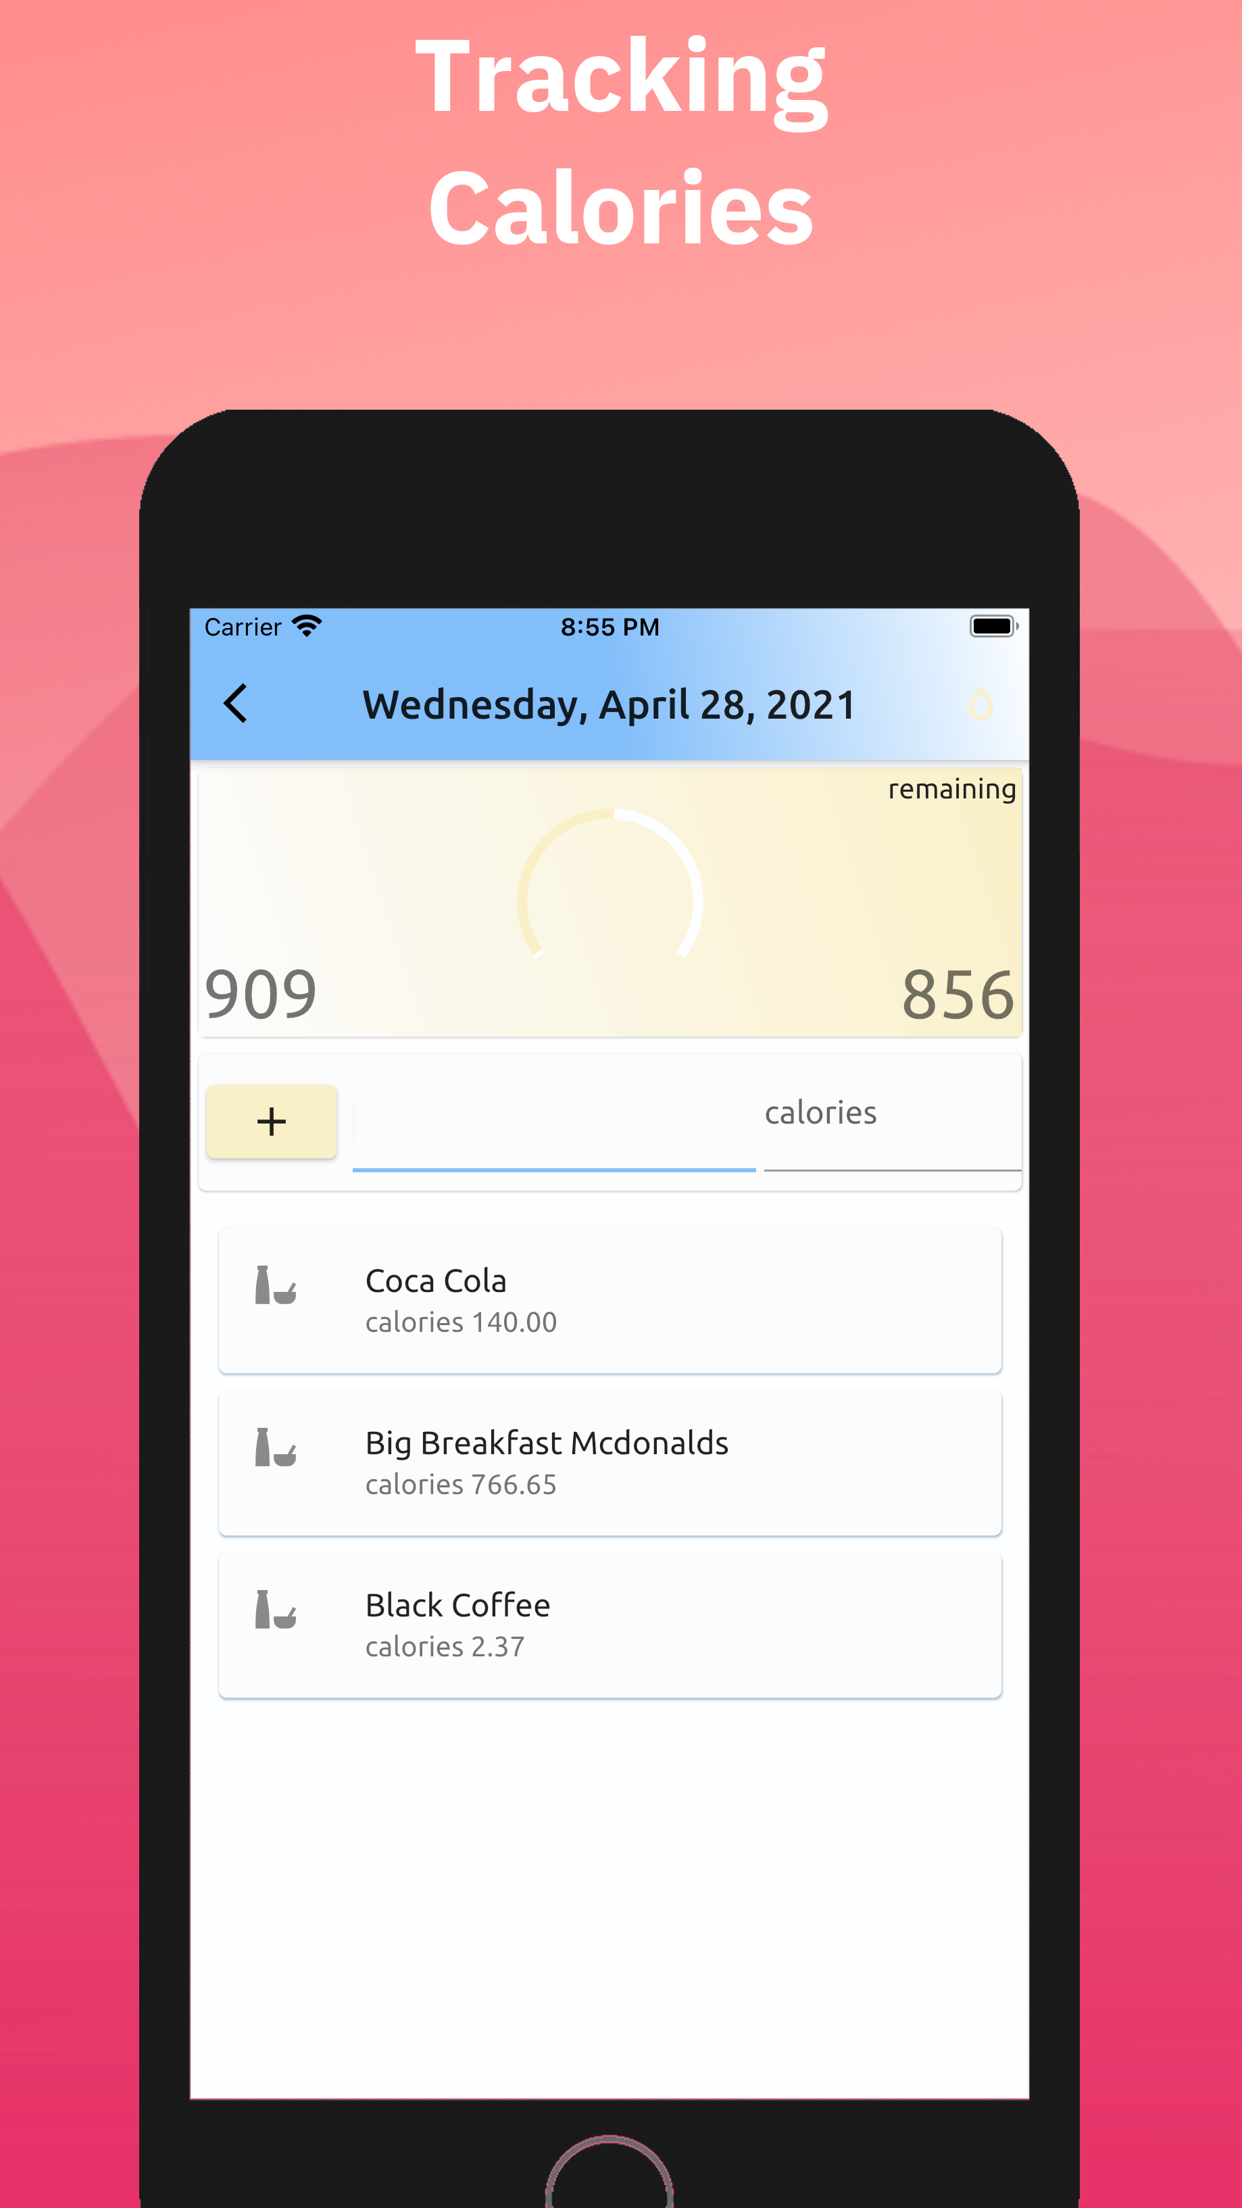 Tracking
Calories
Carrier 8:55 PM
Wednesday, April 28, 2021
remaining
909 856
+ calories
Coca Cola
calories 140.00
Big Breakfast Mcdonalds
calories 766.65
Black Coffee
calories 2.37